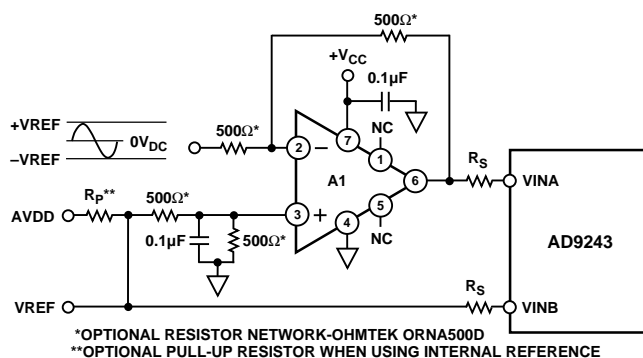 500Ω*
+VCC
0.1µF
+VREF
0VDC
–VREF
500Ω*
NC
2
–
7
1
A1
6
RS
VINA
RP**
AVDD
500Ω*
3
+
5
4
NC
0.1µF
500Ω*
AD9243
RS
VREF
VINB
*OPTIONAL RESISTOR NETWORK-OHMTEK ORNA500D
**OPTIONAL PULL-UP RESISTOR WHEN USING INTERNAL REFERENCE